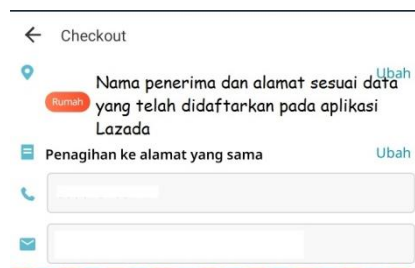 Checkout
Ubah
Nama penerima dan alamat sesuai data
Rumah yang telah didaftarkan pada aplikasi
Lazada
Penagihan ke alamat yang sama Ubah